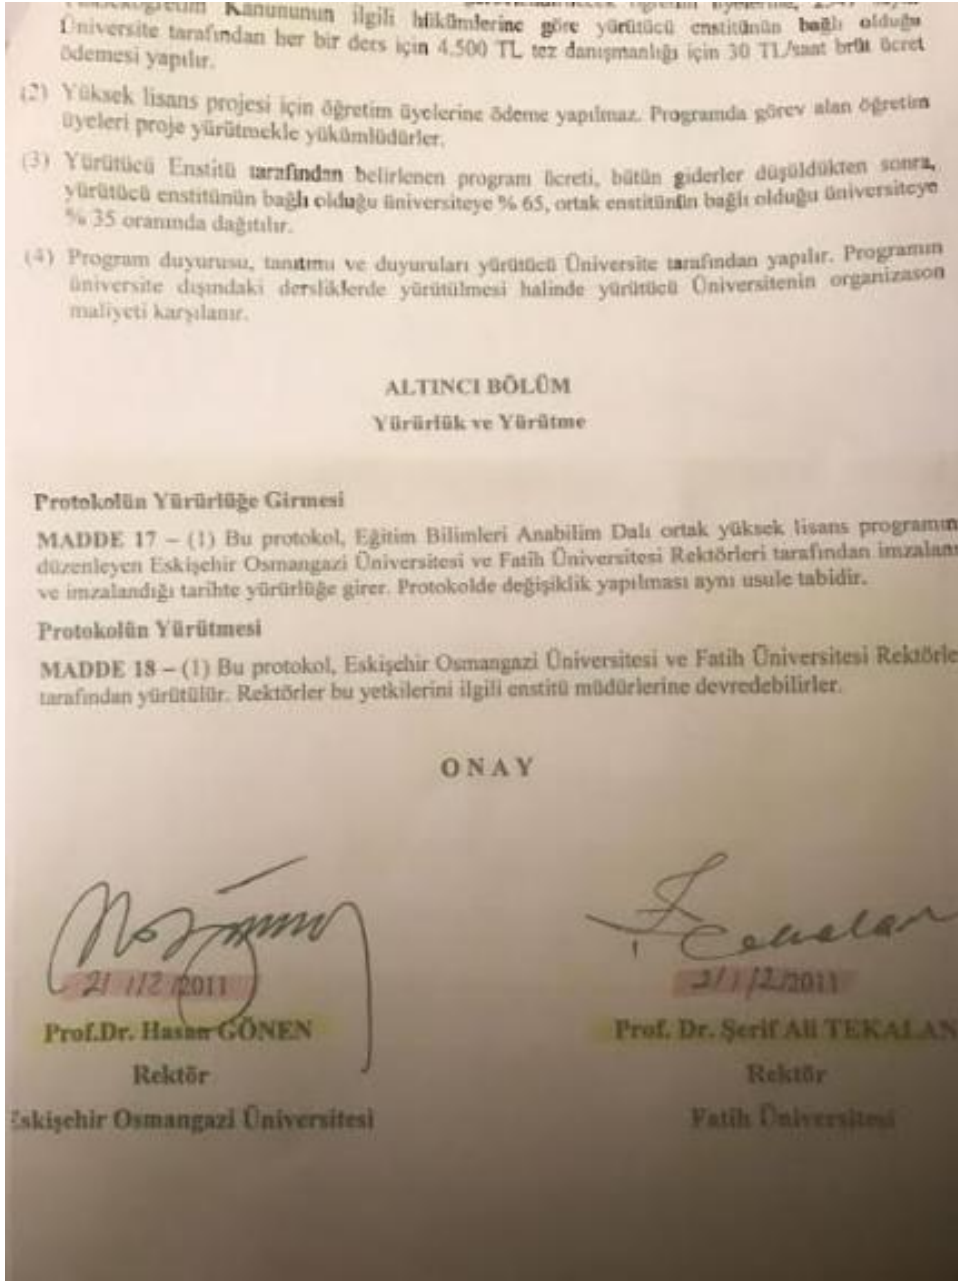 Kanununun ilgili hükümlerine göre yürütücü enstitünün bağlı olduğu
Üniversite tarafından her bir ders için 4.500 TL tez danışmanlığı için 30 TL/saat brüt ücret
ödemesi yapılır.
(2) Yüksek lisans projesi için öğretim üyelerine ödeme yapılmaz. Programda görev alan öğretim
üyeleri proje yürütmekle yükümlüdürler.
(3) Yürütücü Enstitü tarafından belirlenen program ücreti, bütün giderler düşüldükten sonra,
yürütücü enstitünün bağlı olduğu üniversiteye % 65, ortak enstitünün bağlı olduğu üniversiteye
% 35 oranında dağıtılır.
(4) Program duyurusu, tanıtımı ve duyuruları yürütücü Üniversite tarafından yapılır. Programın
üniversite dışındaki dersliklerde yürütülmesi halinde yürütücü Üniversitenin organizason
maliyeti karşılanır.
ALTINCI BÖLÜM
Yürürlük ve Yürütme
Protokolün Yürürlüğe Girmesi
MADDE 17 – (1) Bu protokol, Eğitim Bilimleri Anabilim Dalı ortak yüksek lisans programın
düzenleyen Eskişehir Osmangazi Üniversitesi ve Fatih Üniversitesi Rektörleri tarafından imzalanı
ve imzalandığı tarihte yürürlüğe girer. Protokolde değişiklik yapılması aynı usule tabidir.
Protokolün Yürütmesi
MADDE 18 – (1) Bu protokol, Eskişehir Osmangazi Üniversitesi ve Fatih Üniversitesi Rektörle
tarafından yürütülür. Rektörler bu yetkilerini ilgili enstitü müdürlerine devredebilirler.
O N A Y
21/12/2011
Prof.Dr. Hasan GÖNEN
Rektör
Eskişehir Osmangazi Üniversitesi
21/12/2011
Prof. Dr. Şerif Ali TEKALAN
Rektör
Fatih Üniversitesi